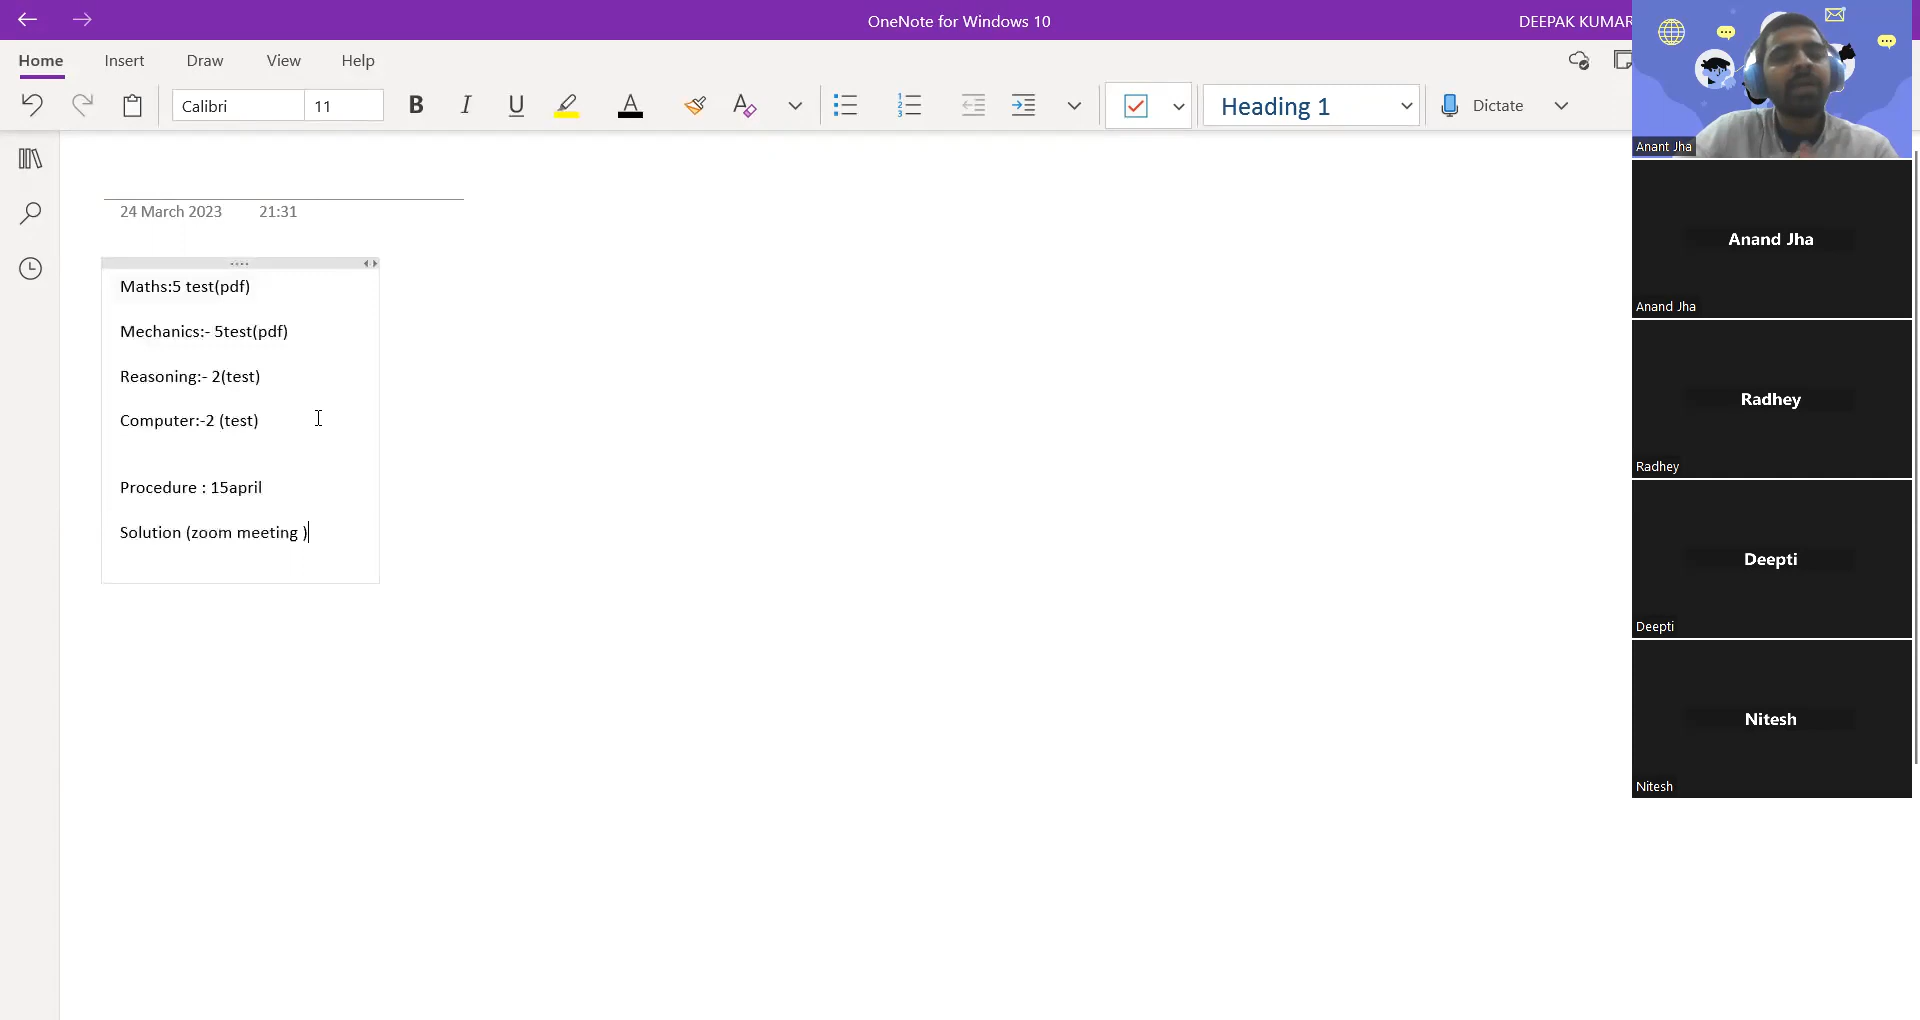 OneNote for Windows 10
DEEPAK KUMAR
Home Insert Draw View Help
Calibri 11 B I U A A Heading 1 Dictate
24 March 2023 21:31
Maths:5 test(pdf)
Mechanics:- 5test(pdf)
Reasoning:- 2(test)
Computer:-2 (test)
Procedure : 15april
Solution (zoom meeting )
Anant Jha
Anand Jha
Anand Jha
Radhey
Radhey
Deepti
Deepti
Nitesh
Nitesh